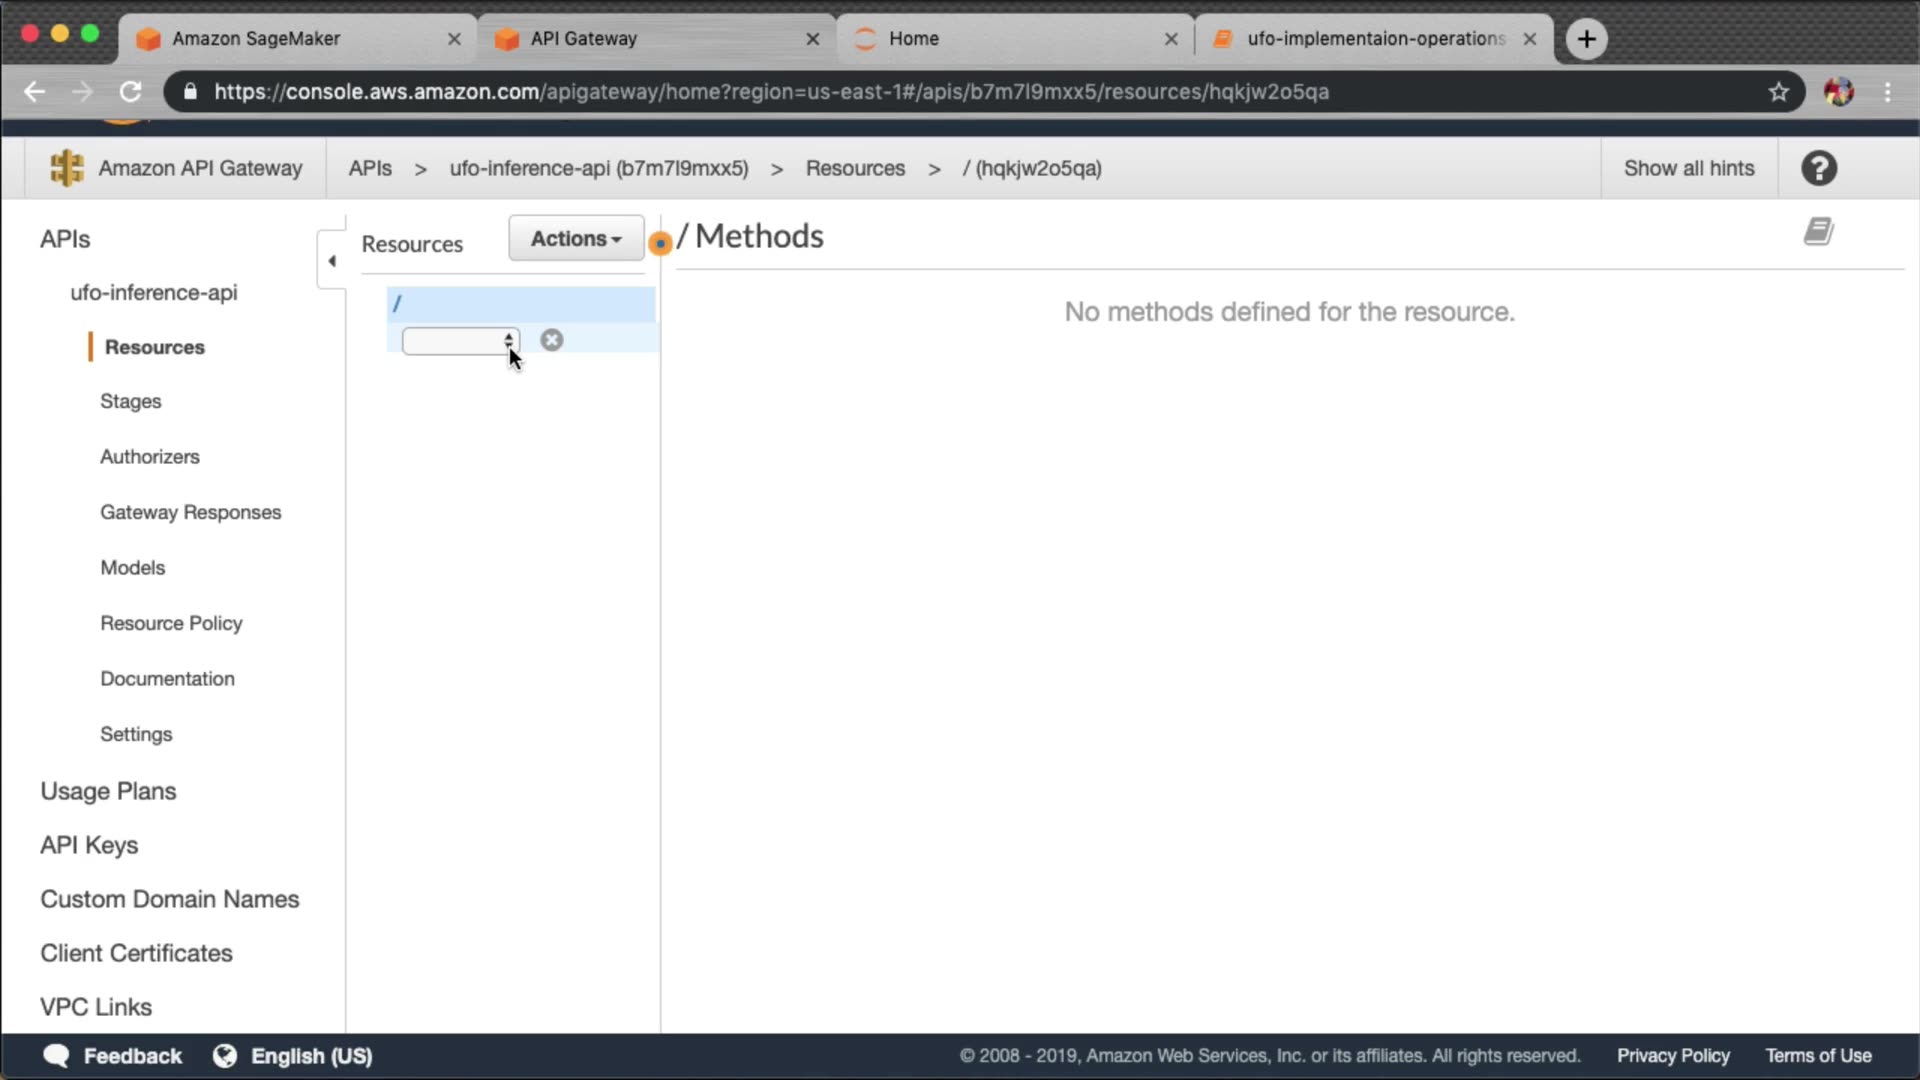 Amazon SageMaker
API Gateway
Home
ufo-implementaion-operations
https://console.aws.amazon.com/apigateway/home?region=us-east-1#/apis/b7m7l9mxx5/resources/hqkjw2o5qa
Amazon API Gateway
APIs > ufo-inference-api (b7m7l9mxx5) > Resources > / (hqkjw2o5qa)
Show all hints
?
APIs
ufo-inference-api
Resources
Stages
Authorizers
Gateway Responses
Models
Resource Policy
Documentation
Settings
Usage Plans
API Keys
Custom Domain Names
Client Certificates
VPC Links
Resources
Actions
/
/ Methods
No methods defined for the resource.
Feedback
English (US)
© 2008 - 2019, Amazon Web Services, Inc. or its affiliates. All rights reserved.
Privacy Policy
Terms of Use